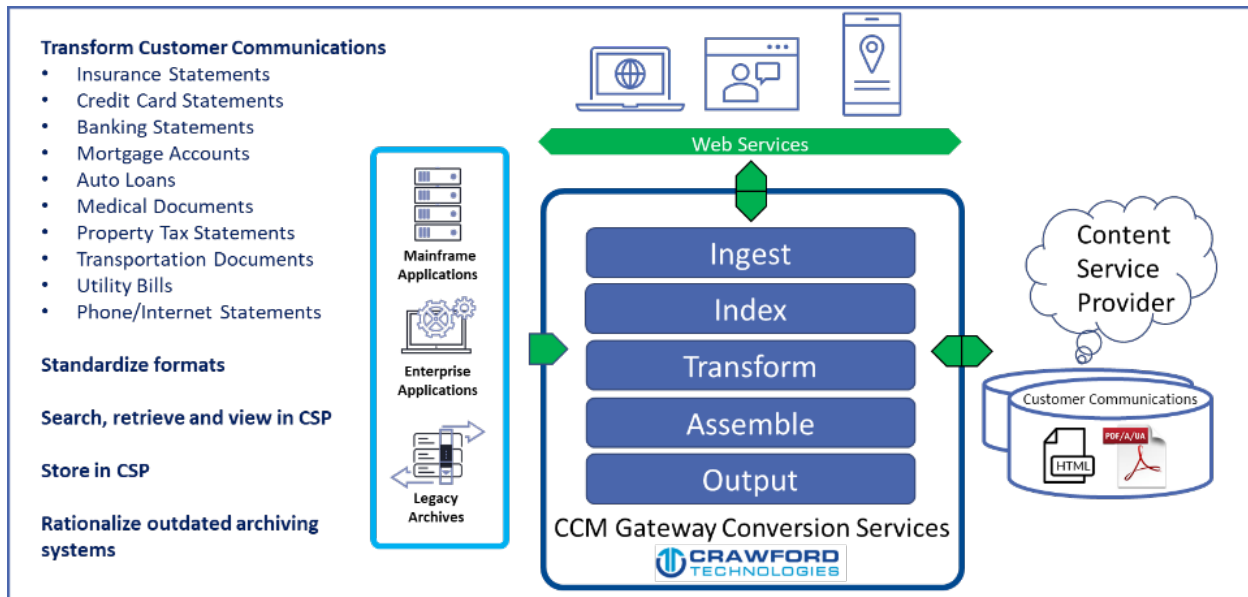 Transform Customer Communications
• Insurance Statements
• Credit Card Statements
• Banking Statements
• Mortgage Accounts
• Auto Loans
• Medical Documents
• Property Tax Statements
• Transportation Documents
• Utility Bills
• Phone/Internet Statements
Standardize formats
Search, retrieve and view in CSP
Store in CSP
Rationalize outdated archiving
systems
Mainframe
Applications
Enterprise
Applications
Legacy
Archives
Web Services
Ingest
Index
Transform
Assemble
Output
CCM Gateway Conversion Services
CRAWFORD
TECHNOLOGIES
Content
Service
Provider
Customer Communications
HTML
PDF/A/UA